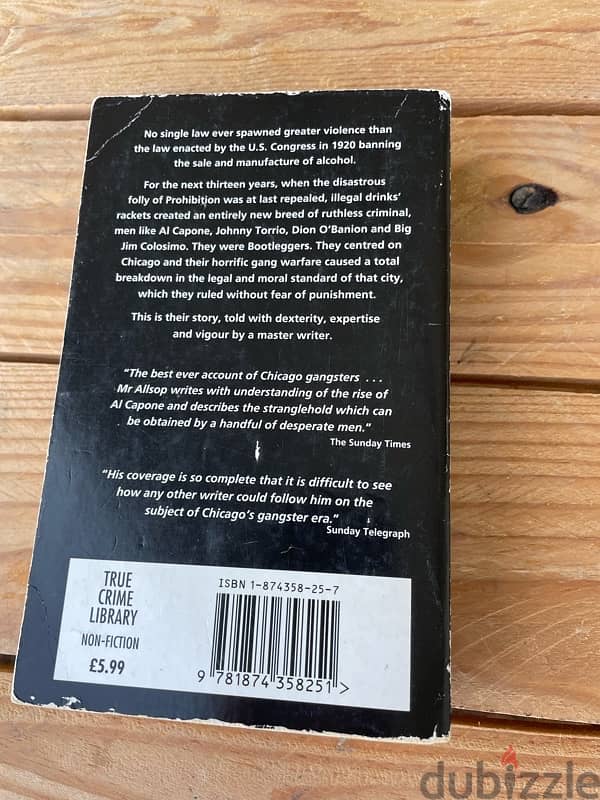 No single law ever spawned greater violence than
the law enacted by the U.S. Congress in 1920 banning
the sale and manufacture of alcohol.
For the next thirteen years, when the disastrous
folly of Prohibition was at last repealed, illegal drinks'
rackets created an entirely new breed of ruthless criminal,
men like Al Capone, Johnny Torrio, Dion O'Banion and Big
Jim Colosimo. They were Bootleggers. They centred on
Chicago and their horrific gang warfare caused a total
breakdown in the legal and moral standard of that city,
which they ruled without fear of punishment.
This is their story, told with dexterity, expertise
and vigour by a master writer.
"The best ever account of Chicago gangsters . . .
Mr Allsop writes with understanding of the rise of
Al Capone and describes the stranglehold which can
be obtained by a handful of desperate men."
The Sunday Times
"His coverage is so complete that it is difficult to see
how any other writer could follow him on the
subject of Chicago's gangster era."
Sunday Telegraph
TRUE
CRIME
LIBRARY
NON-FICTION
£5.99
ISBN 1-874358-25-7
9 781874 358251 >
dubizzle